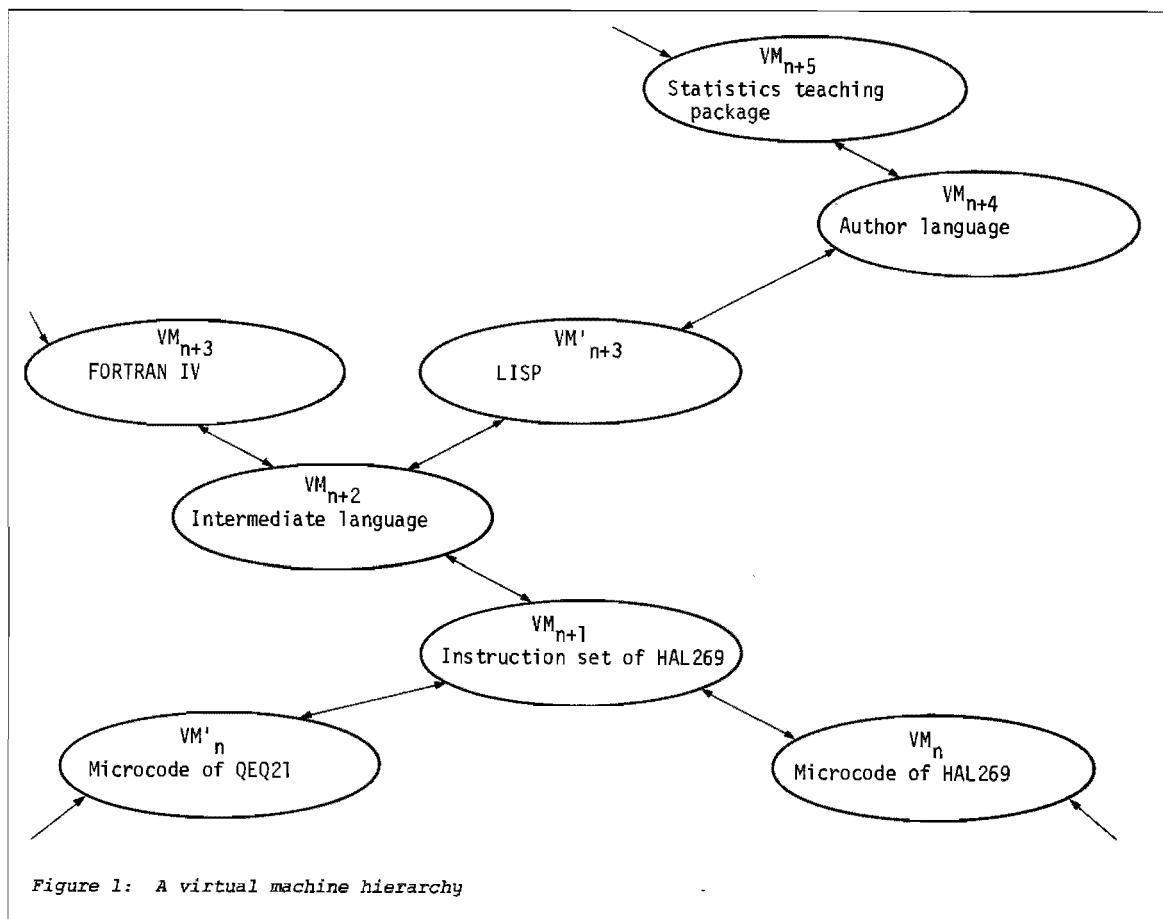 VMn+5
Statistics teaching
package
VMn+4
Author language
VMn+3
FORTRAN IV
VM'n+3
LISP
VMn+2
Intermediate language
VMn+1
Instruction set of HAL269
VM'n
Microcode of QEQ21
VMn
Microcode of HAL269
Figure 1: A virtual machine hierarchy